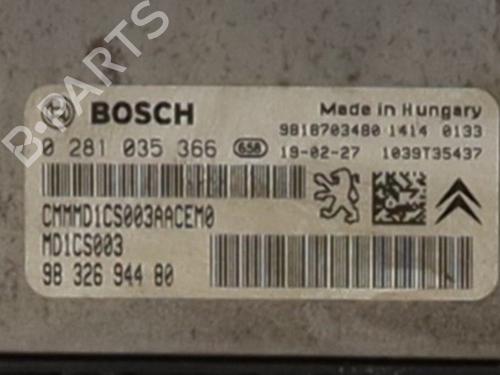 B-PARTS
BOSCH
Made in Hungary
9818703480 1414 0133
0 281 035 366 658 19-02-27 1039T35437
CMMMD1CS003AACEM0
MD1CS003
98 326 944 80